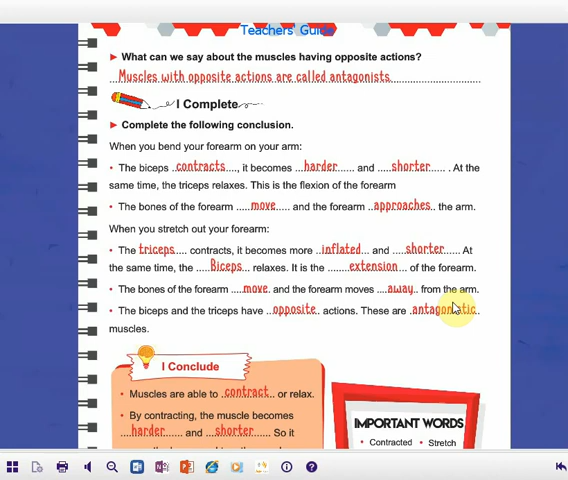 Teachers' Guide
What can we say about the muscles having opposite actions?
Muscles with opposite actions are called antagonists
I Complete
Complete the following conclusion.
When you bend your forearm on your arm:
• The biceps ..contracts..., it becomes ...harder...... and .....shorter...... . At the
same time, the triceps relaxes. This is the flexion of the forearm
• The bones of the forearm .....move..... and the forearm ..approaches.. the arm.
When you stretch out your forearm:
• The triceps.... contracts, it becomes more ..inflated.. and .....shorter.... At
the same time, the .....Biceps... relaxes. It is the .....extension.... of the forearm.
• The bones of the forearm ....move.. and the forearm moves ...away.. from the arm.
• The biceps and the triceps have ..opposite.. actions. These are .antagonistic..
muscles.
I Conclude
• Muscles are able to ..contract.. or relax.
• By contracting, the muscle becomes
harder..... and ...shorter.... So it
IMPORTANT WORDS
• Contracted • Stretch